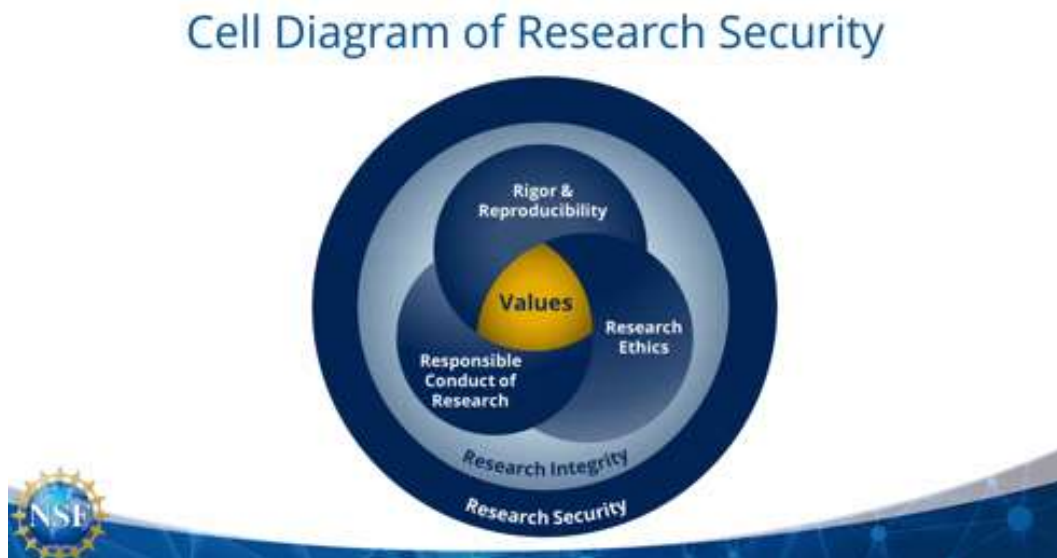 Cell Diagram of Research Security
Rigor &
Reproducibility
Values
Research
Ethics
Responsible
Conduct of
Research
Research Integrity
Research Security
NSF